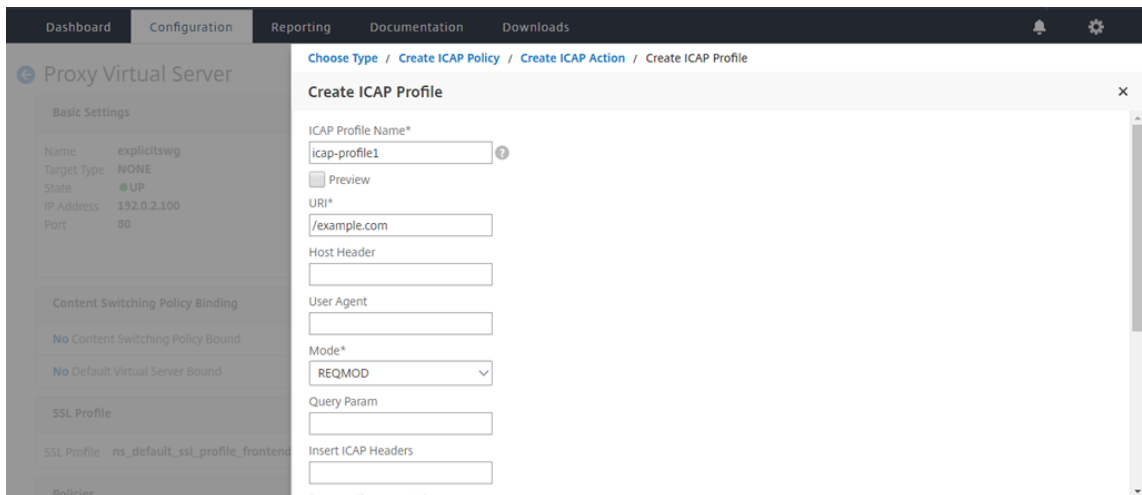 Dashboard Configuration Reporting Documentation Downloads
Proxy Virtual Server
Basic Settings
Name explicitswg
Target Type NONE
State UP
IP Address 192.0.2.100
Port 80
Content Switching Policy Binding
No Content Switching Policy Bound
No Default Virtual Server Bound
SSL Profile
SSL Profile ns_default_ssl_profile_frontend
Policies
Choose Type / Create ICAP Policy / Create ICAP Action / Create ICAP Profile
Create ICAP Profile
ICAP Profile Name*
icap-profile1
Preview
URI*
/example.com
Host Header
User Agent
Mode*
REQMOD
Query Param
Insert ICAP Headers